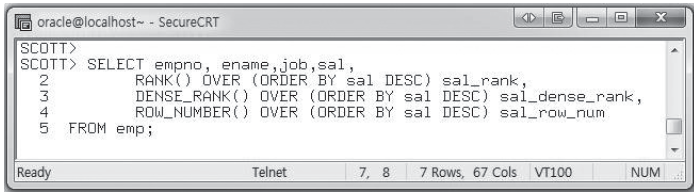 oracle@localhost~ - SecureCRT
SCOTT>
SCOTT> SELECT empno, ename,job,sal,
2 RANK() OVER (ORDER BY sal DESC) sal_rank,
3 DENSE_RANK() OVER (ORDER BY sal DESC) sal_dense_rank,
4 ROW_NUMBER() OVER (ORDER BY sal DESC) sal_row_num
5 FROM emp;
Ready Telnet 7, 8 7 Rows, 67 Cols VT100 NUM